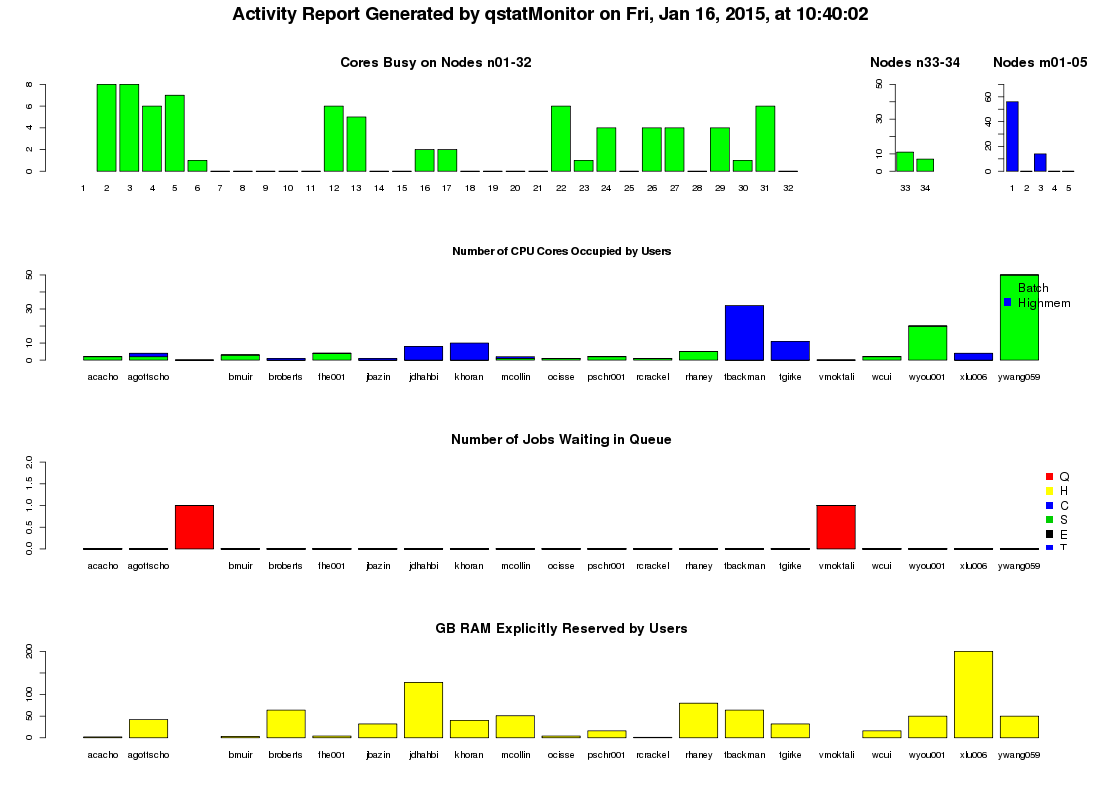 Activity Report Generated by qstatMonitor on Fri, Jan 16, 2015, at 10:40:02
Cores Busy on Nodes n01-32
0 2 4 6 8
1 2 3 4 5 6 7 8 9 10 11 12 13 14 15 16 17 18 19 20 21 22 23 24 25 26 27 28 29 30 31 32
Nodes n33-34
0 10 30 50
33 34
Nodes m01-05
0 20 40 60
1 2 3 4 5
Number of CPU Cores Occupied by Users
0 10 30 50
Batch
Highmem
acacho agottscho bmuir broberts fhe001 jbazin jdhahbi khoran mcollin ocisse pschr001 rcrackel rhaney tbackman tgirke vmoktali wcui wyou001 xlu006 ywang059
Number of Jobs Waiting in Queue
0.0 0.5 1.0 1.5 2.0
Q
H
C
S
E
T
acacho agottscho bmuir broberts fhe001 jbazin jdhahbi khoran mcollin ocisse pschr001 rcrackel rhaney tbackman tgirke vmoktali wcui wyou001 xlu006 ywang059
GB RAM Explicitly Reserved by Users
0 50 100 200
acacho agottscho bmuir broberts fhe001 jbazin jdhahbi khoran mcollin ocisse pschr001 rcrackel rhaney tbackman tgirke vmoktali wcui wyou001 xlu006 ywang059